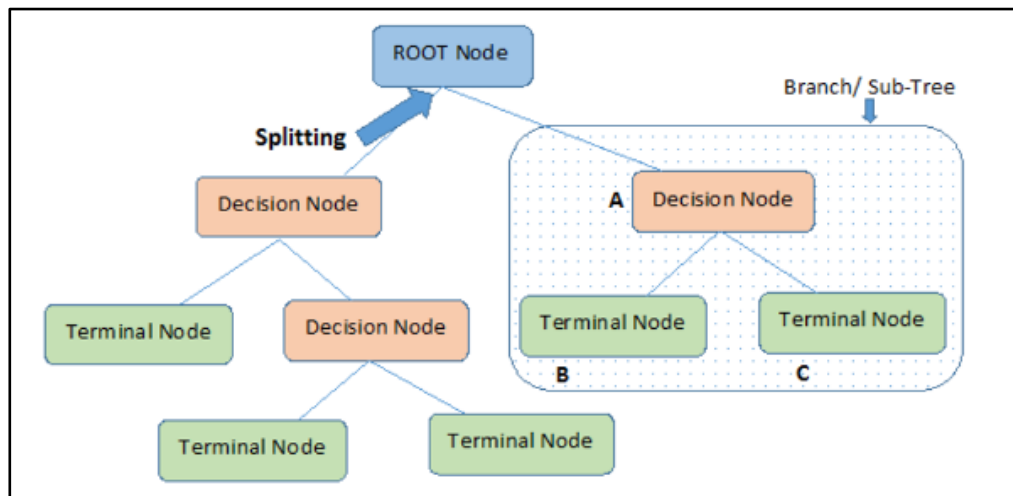 ROOT Node
Branch/ Sub-Tree
Splitting
Decision Node
A
Decision Node
Terminal Node
Decision Node
Terminal Node
Terminal Node
B
C
Terminal Node
Terminal Node